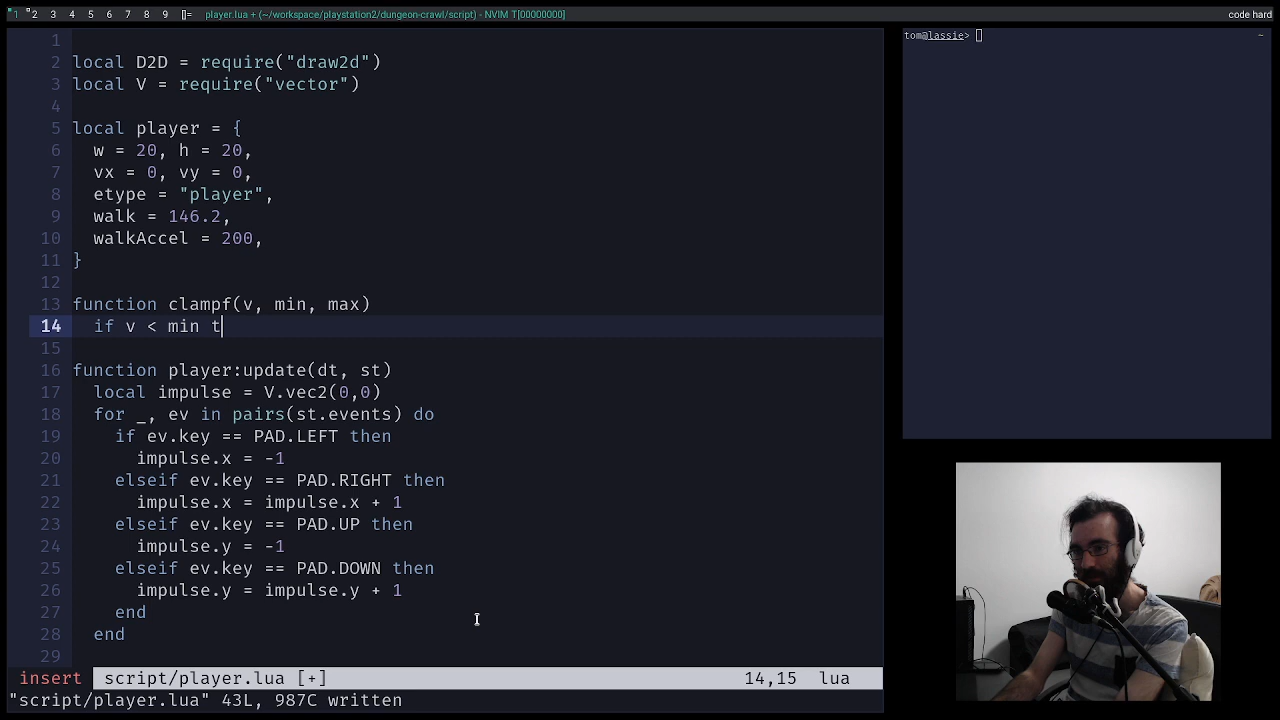 1 2 3 4 5 6 7 8 9 []= player.lua + (~/workspace/playstation2/dungeon-crawl/script) - NVIM T[00000000] code hard
tom@lassie> ~
1
2 local D2D = require("draw2d")
3 local V = require("vector")
4
5 local player = {
6 w = 20, h = 20,
7 vx = 0, vy = 0,
8 etype = "player",
9 walk = 146.2,
10 walkAccel = 200,
11 }
12
13 function clampf(v, min, max)
14 if v < min t
15
16 function player:update(dt, st)
17 local impulse = V.vec2(0,0)
18 for _, ev in pairs(st.events) do
19 if ev.key == PAD.LEFT then
20 impulse.x = -1
21 elseif ev.key == PAD.RIGHT then
22 impulse.x = impulse.x + 1
23 elseif ev.key == PAD.UP then
24 impulse.y = -1
25 elseif ev.key == PAD.DOWN then
26 impulse.y = impulse.y + 1
27 end
28 end
29
insert script/player.lua [+] 14,15 lua
"script/player.lua" 43L, 987C written